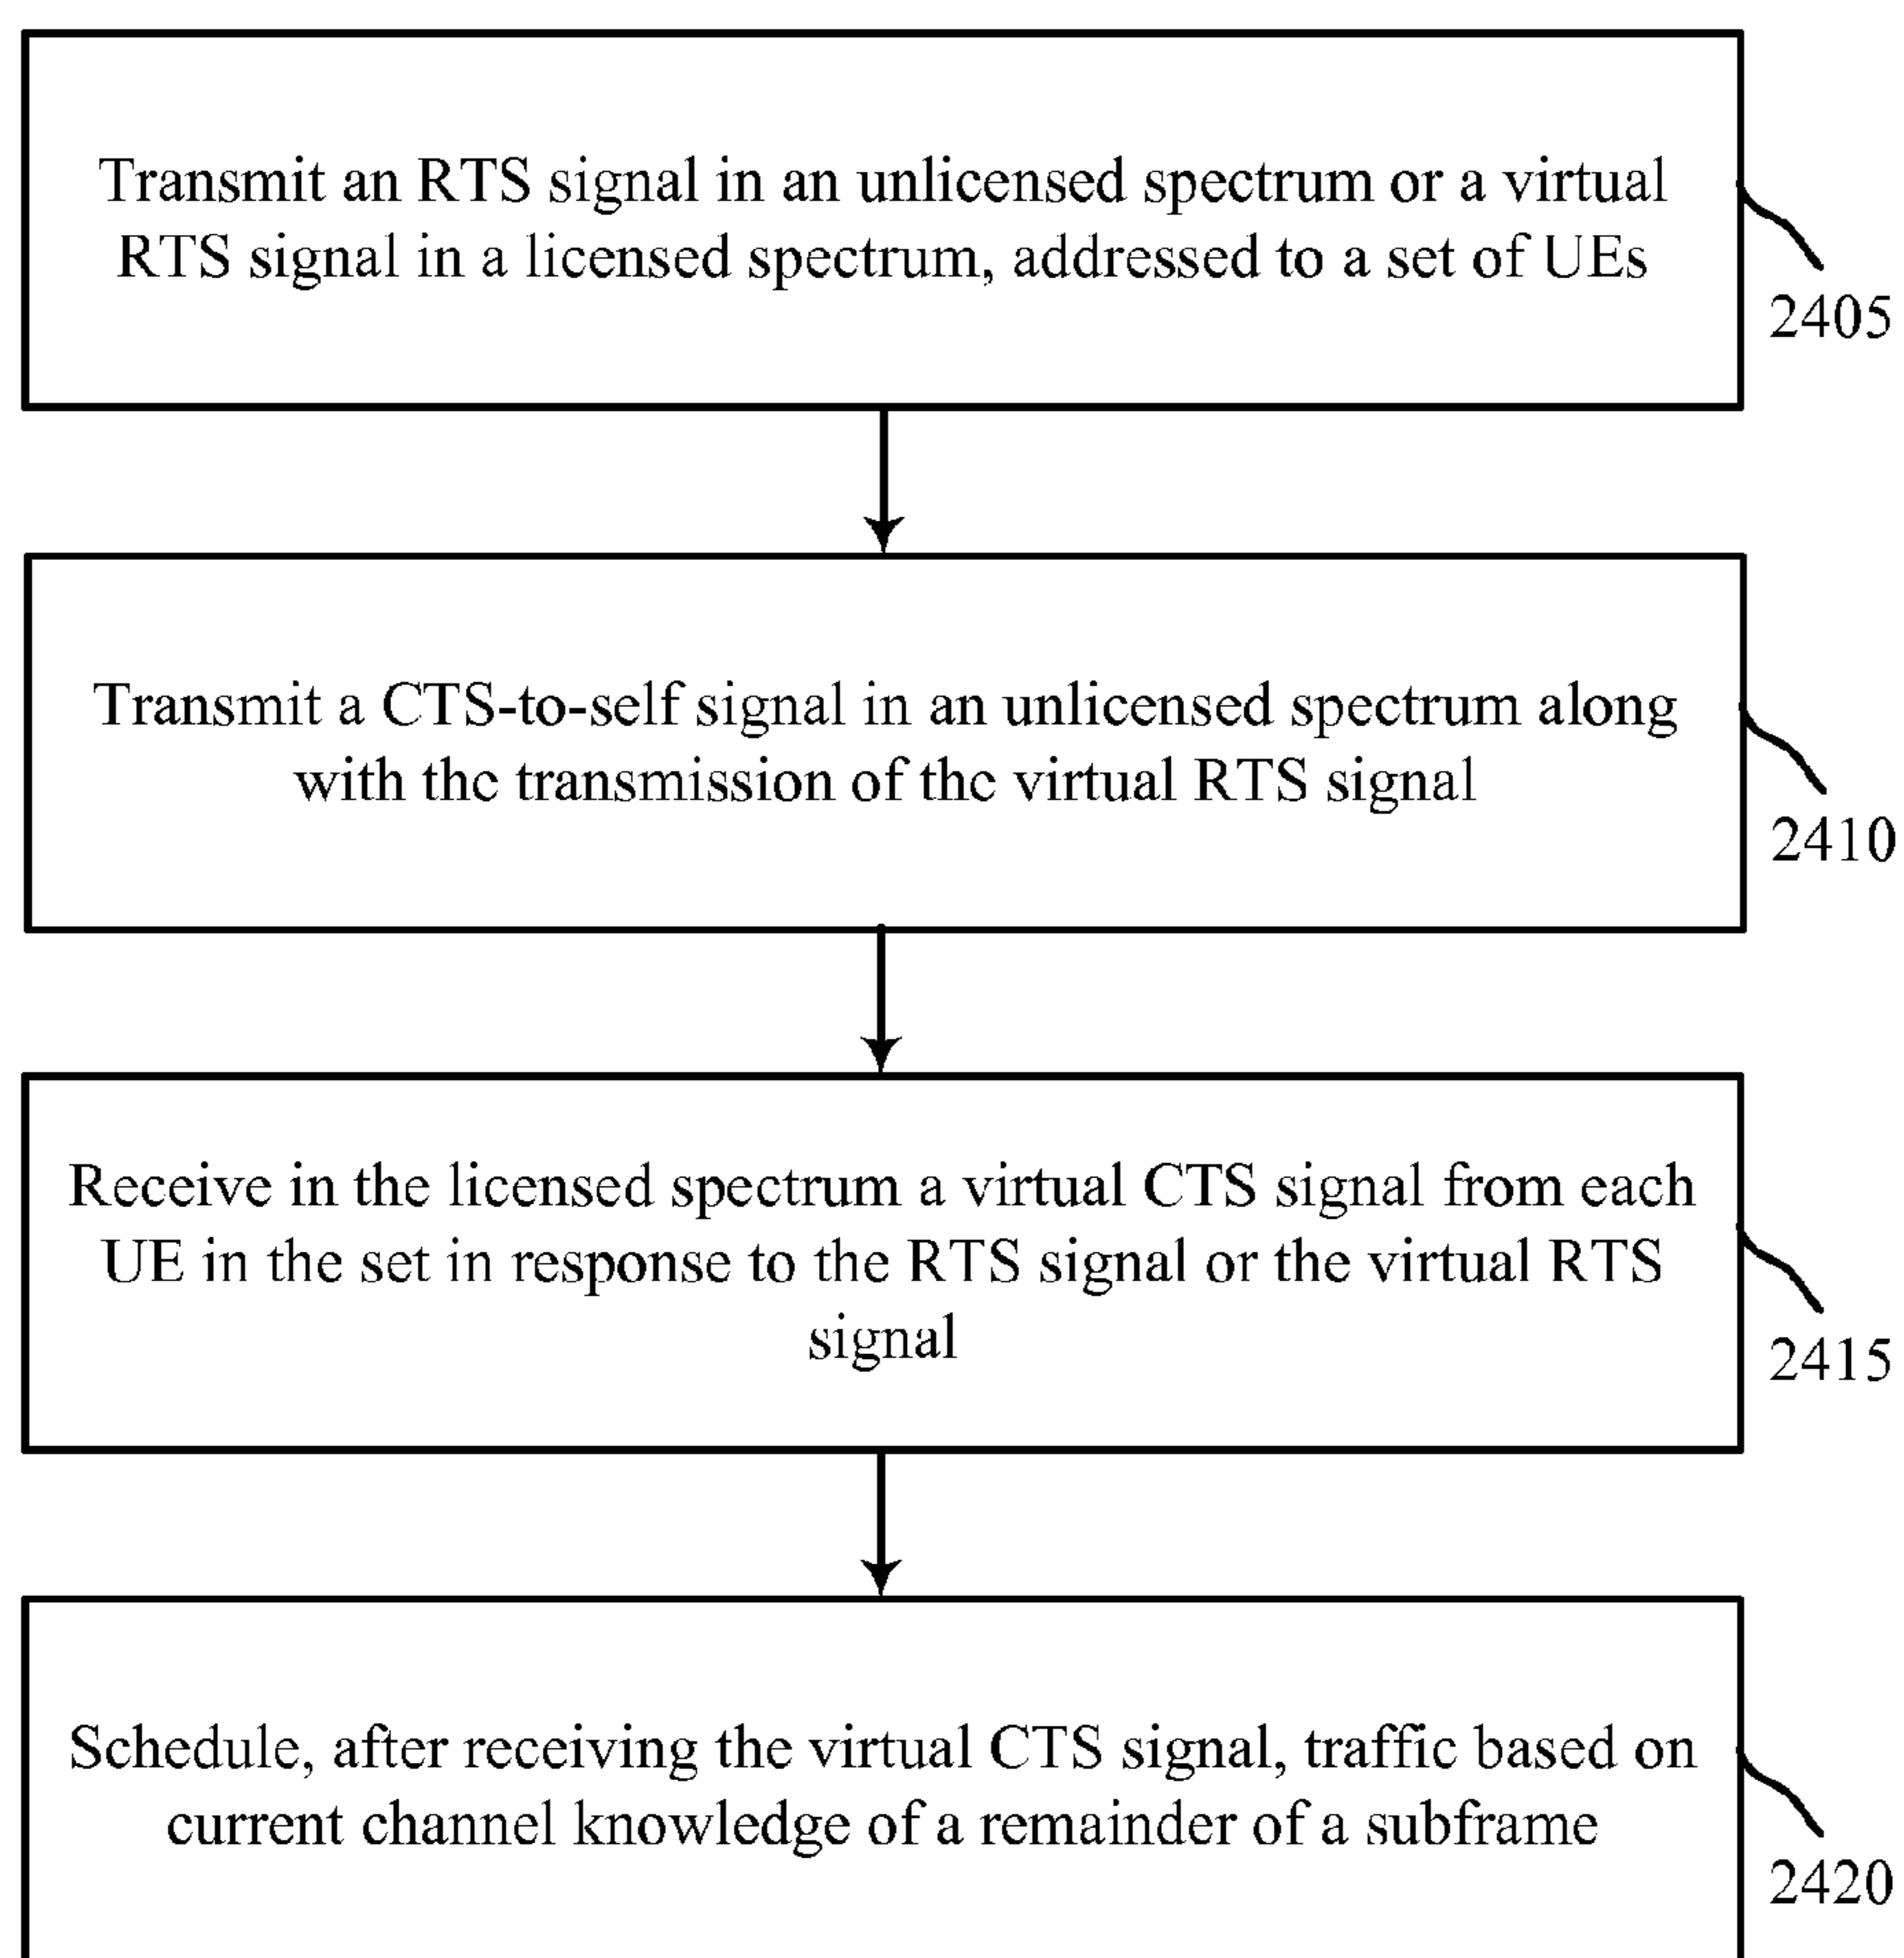 Transmit an RTS signal in an unlicensed spectrum or a virtual
RTS signal in a licensed spectrum, addressed to a set of UEs
2405
Transmit a CTS-to-self signal in an unlicensed spectrum along
with the transmission of the virtual RTS signal
2410
Receive in the licensed spectrum a virtual CTS signal from each
UE in the set in response to the RTS signal or the virtual RTS
signal
2415
Schedule, after receiving the virtual CTS signal, traffic based on
current channel knowledge of a remainder of a subframe
2420